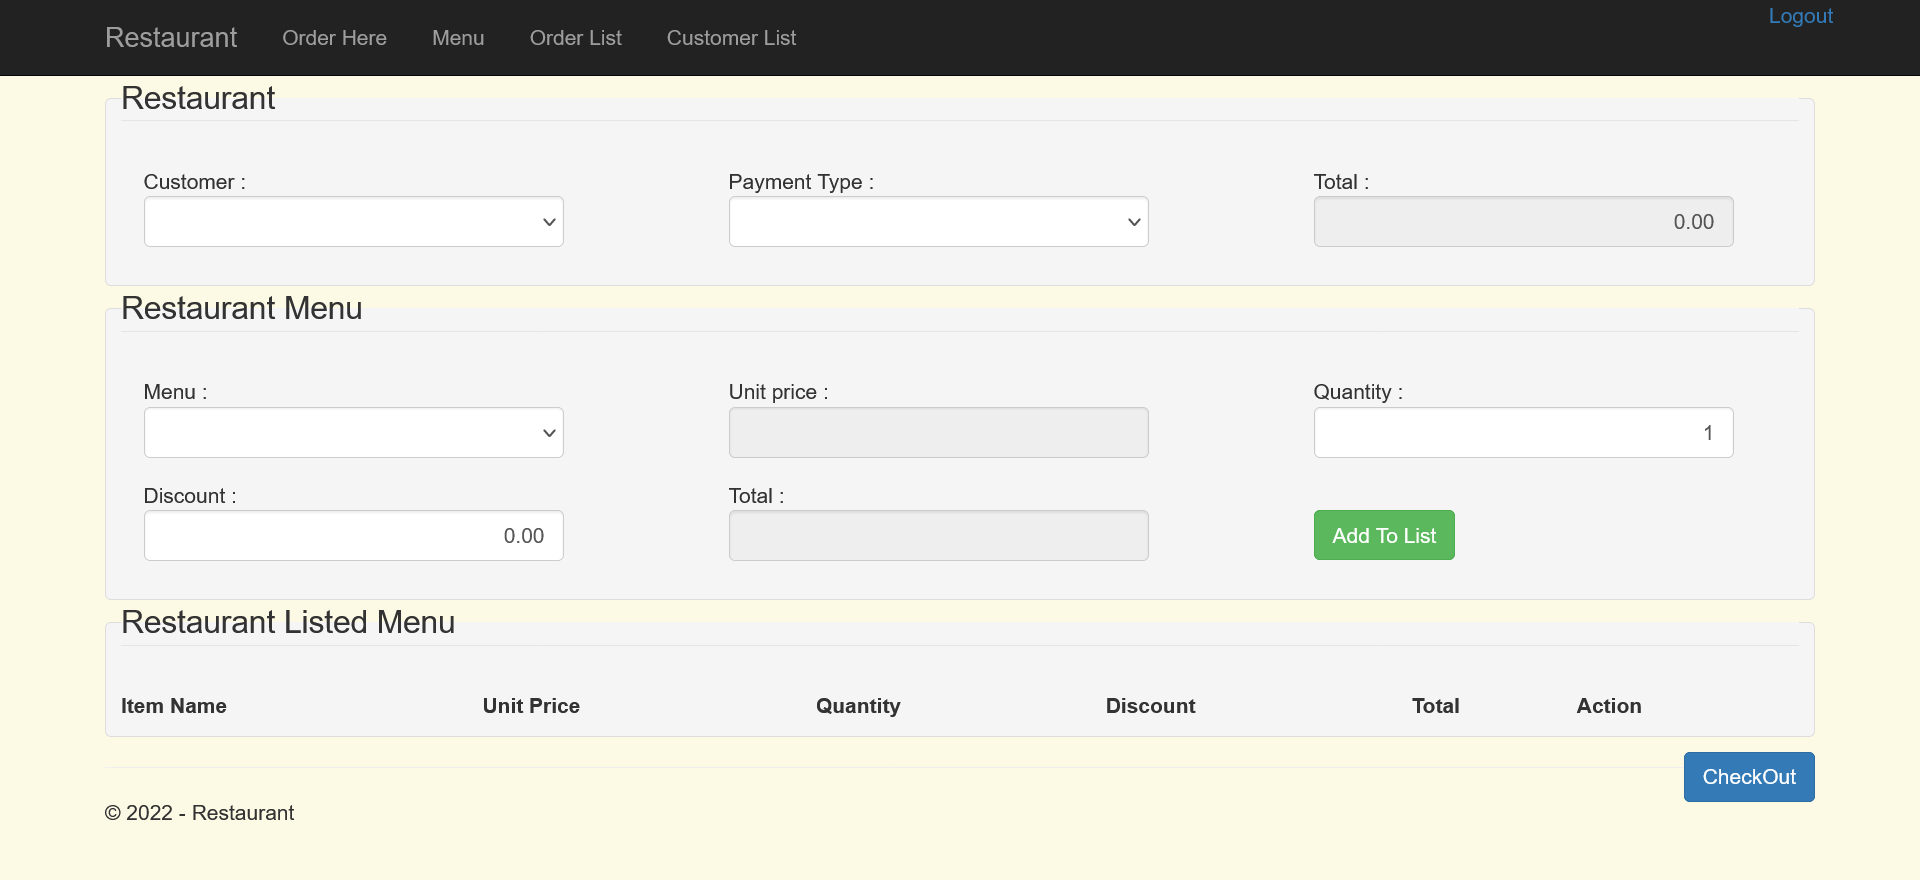 Restaurant Order Here Menu Order List Customer List Logout
Restaurant
Customer : Payment Type : Total :
0.00
Restaurant Menu
Menu : Unit price : Quantity :
1
Discount : Total :
0.00 Add To List
Restaurant Listed Menu
Item Name Unit Price Quantity Discount Total Action
CheckOut
© 2022 - Restaurant